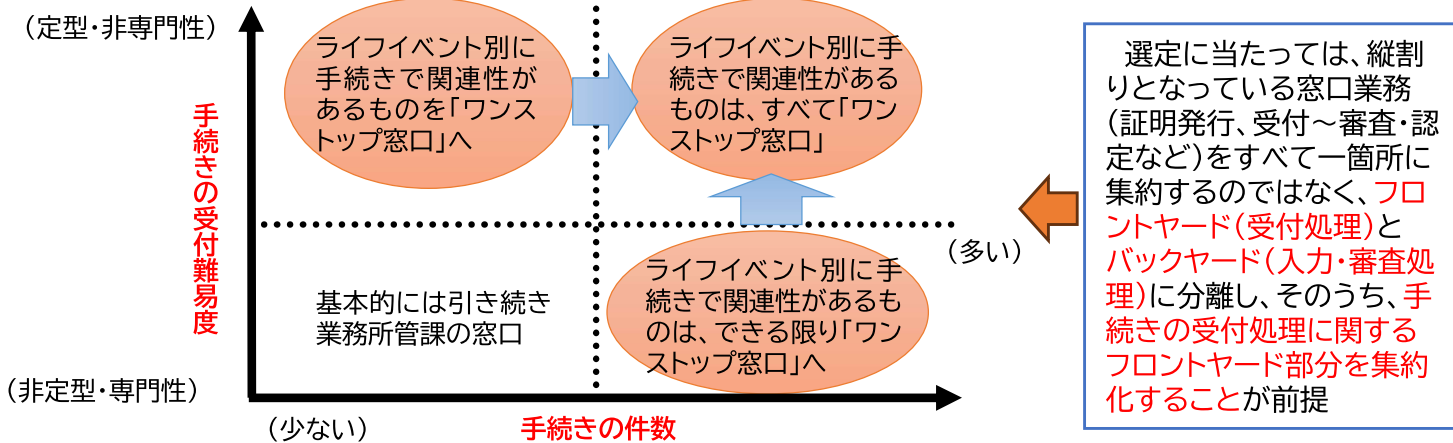 （定型・非専門性）
手続きの受付難易度
（非定型・専門性）
ライフイベント別に
手続きで関連性が
あるものを「ワンス
トップ窓口」へ
ライフイベント別に手
続きで関連性がある
ものは、すべて「ワン
ストップ窓口」
基本的には引き続き
業務所管課の窓口
ライフイベント別に手
続きで関連性があるも
のは、できる限り「ワン
ストップ窓口」へ
（多い）
（少ない）
手続きの件数
選定に当たっては、縦割
りとなっている窓口業務
（証明発行、受付～審査・認
定など）をすべて一箇所に
集約するのではなく、フロ
ントヤード（受付処理）と
バックヤード（入力・審査処
理）に分離し、そのうち、手
続きの受付処理に関する
フロントヤード部分を集約
化することが前提